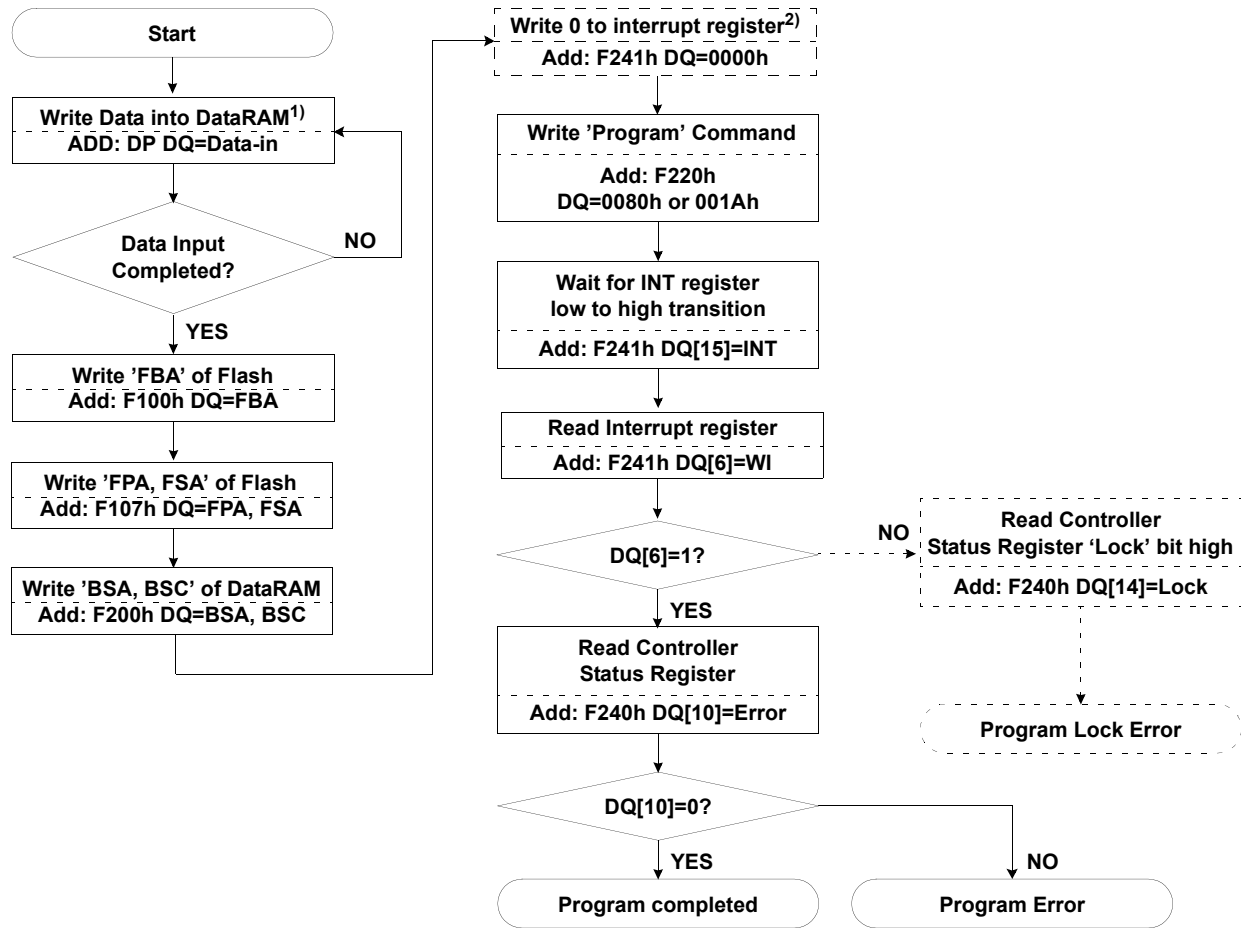 Start
Write Data into DataRAM1)
ADD: DP DQ=Data-in
Data Input
Completed?
NO
YES
Write ’FBA’ of Flash
Add: F100h DQ=FBA
Write ’FPA, FSA’ of Flash
Add: F107h DQ=FPA, FSA
Write ’BSA, BSC’ of DataRAM
Add: F200h DQ=BSA, BSC
Write 0 to interrupt register2)
Add: F241h DQ=0000h
Write ’Program’ Command
Add: F220h
DQ=0080h or 001Ah
Wait for INT register
low to high transition
Add: F241h DQ[15]=INT
Read Interrupt register
Add: F241h DQ[6]=WI
DQ[6]=1?
NO
YES
Read Controller
Status Register ‘Lock’ bit high
Add: F240h DQ[14]=Lock
Program Lock Error
Read Controller
Status Register
Add: F240h DQ[10]=Error
DQ[10]=0?
YES
NO
Program completed
Program Error